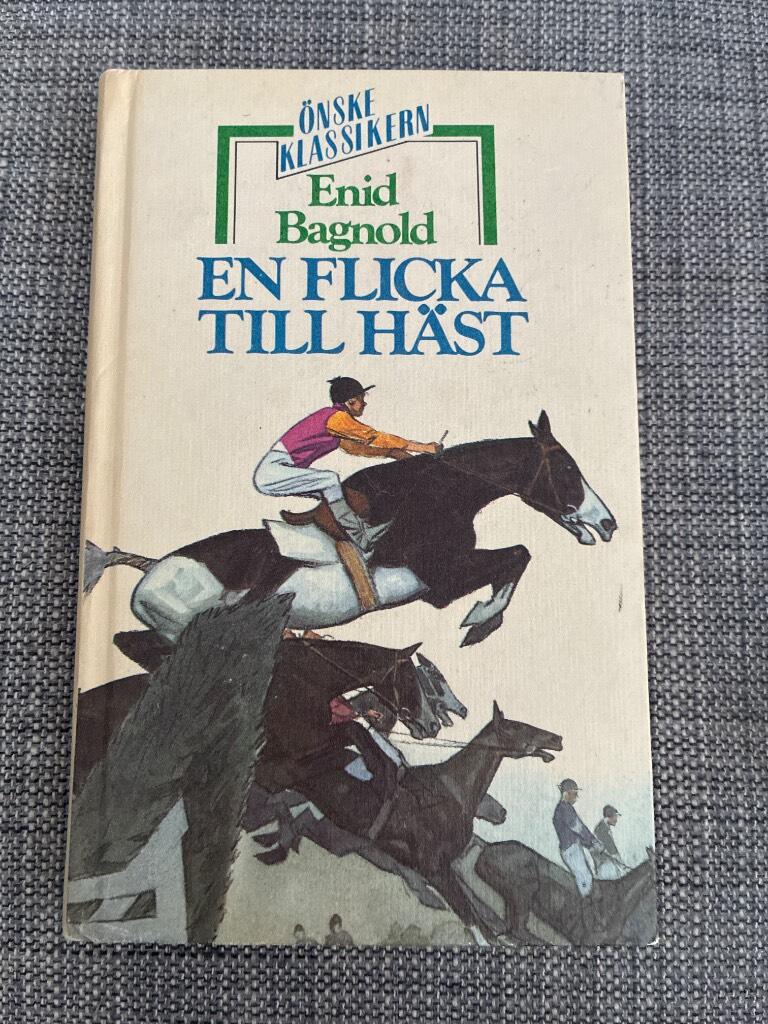 ÖNSKE
KLASSIKERN
Enid
Bagnold
EN FLICKA
TILL HÄST